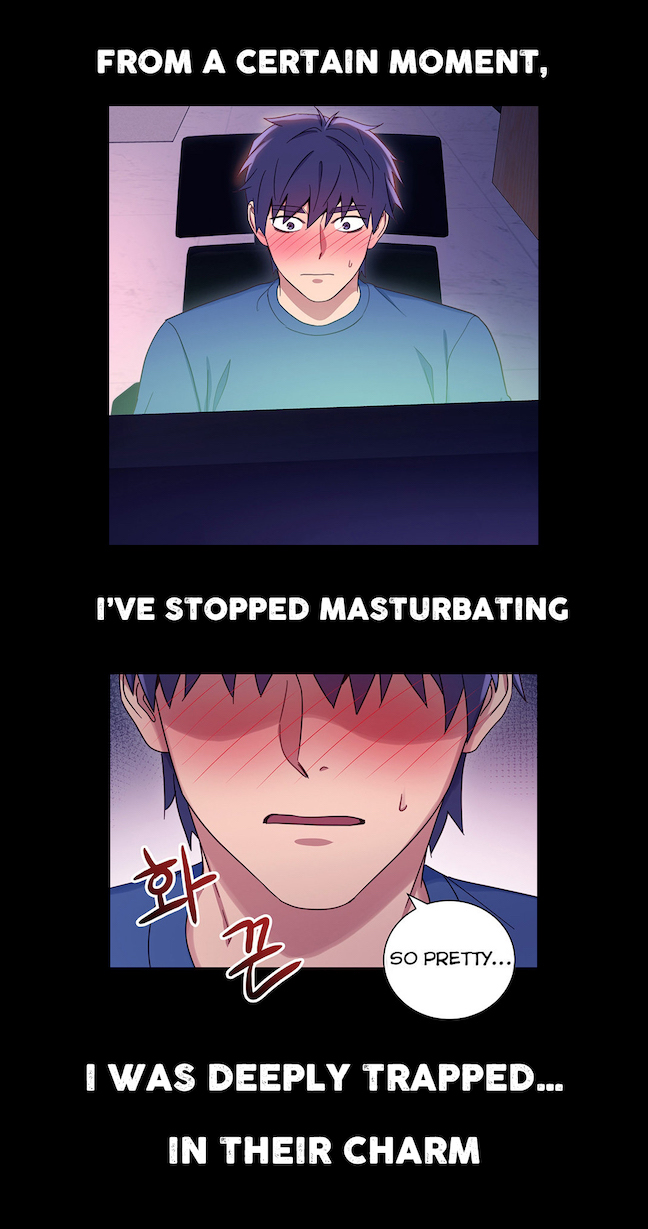 FROM A CERTAIN MOMENT,
I'VE STOPPED MASTURBATING
화
끈
SO PRETTY...
I WAS DEEPLY TRAPPED...
IN THEIR CHARM